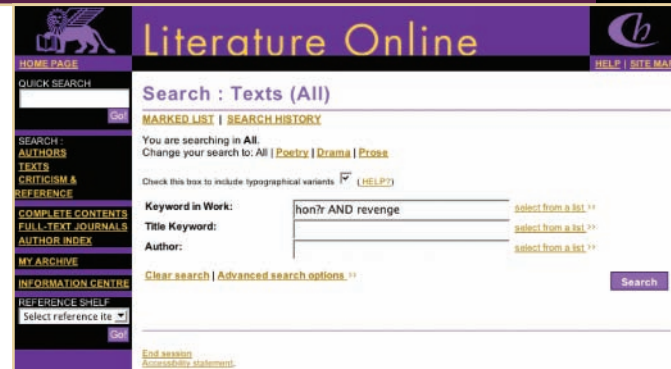 Literature Online
HOME PAGE
HELP | SITE MA
QUICK SEARCH
Go!
SEARCH :
AUTHORS
TEXTS
CRITICISM &
REFERENCE
COMPLETE CONTENTS
FULL-TEXT JOURNALS
AUTHOR INDEX
MY ARCHIVE
INFORMATION CENTRE
REFERENCE SHELF
Select reference ite
Go!
Search : Texts (All)
MARKED LIST | SEARCH HISTORY
You are searching in All.
Change your search to: All | Poetry | Drama | Prose
Check this box to include typographical variants (HELP?)
Keyword in Work: hon?r AND revenge select from a list >>
Title Keyword: select from a list >>
Author: select from a list >>
Clear search | Advanced search options >>
Search
End session
Accessibility statement.